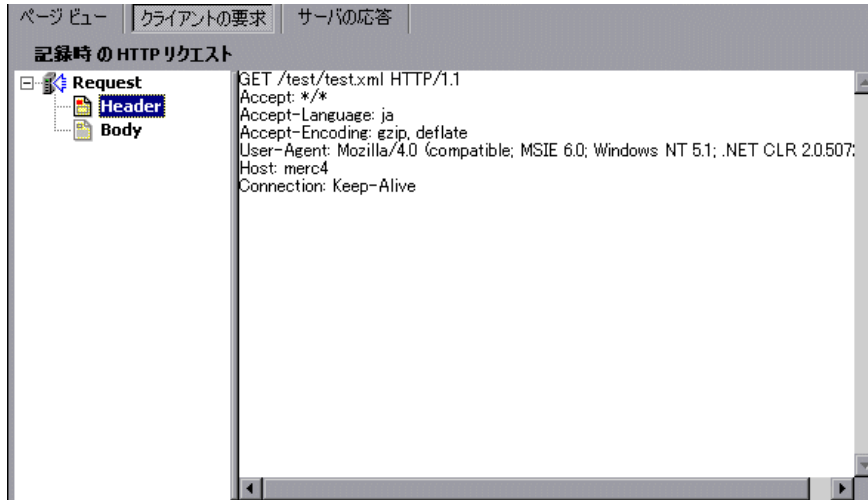 ページ ビュー クライアントの要求 サーバの応答
記録時 の HTTP リクエスト
Request
Header
Body
GET /test/test.xml HTTP/1.1
Accept: */*
Accept-Language: ja
Accept-Encoding: gzip, deflate
User-Agent: Mozilla/4.0 (compatible; MSIE 6.0; Windows NT 5.1; .NET CLR 2.0.507
Host: merc4
Connection: Keep-Alive